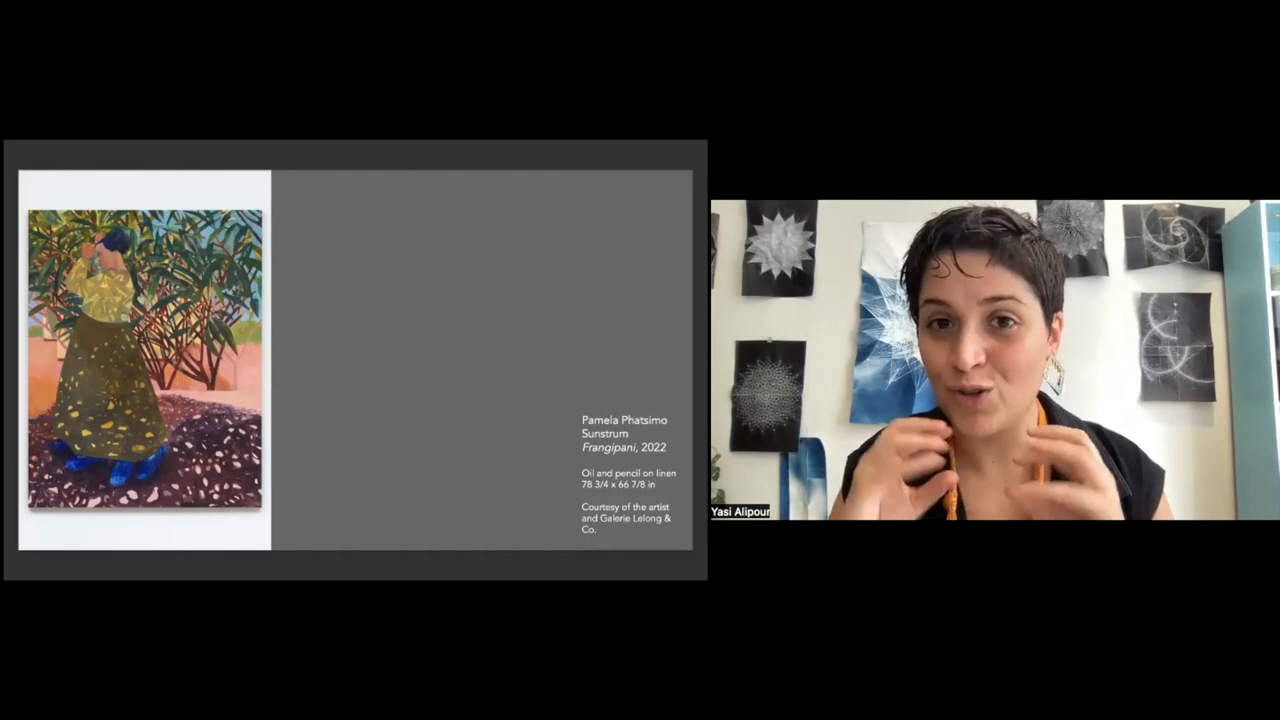 Pamela Phatsimo
Sunstrum
Frangipani, 2022
Oil and pencil on linen
78 3/4 x 66 7/8 in
Courtesy of the artist
and Galerie Lelong &
Co.
Yasi Alipour